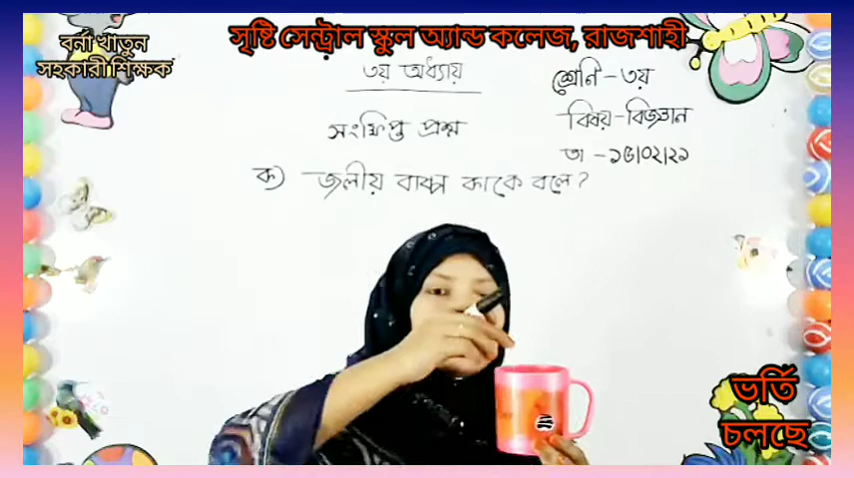 সৃষ্টি সেন্ট্রাল স্কুল অ্যান্ড কলেজ, রাজশাহী
বর্না খাতুন
সহকারী শিক্ষক
৩য় অধ্যায়
শ্রেণি - ৩য়
সংক্ষিপ্ত প্রশ্ন
বিষয় - বিজ্ঞান
তা - ১৬/০২/২১
ক) জলীয় বাষ্প কাকে বলে?
ভর্তি
চলছে